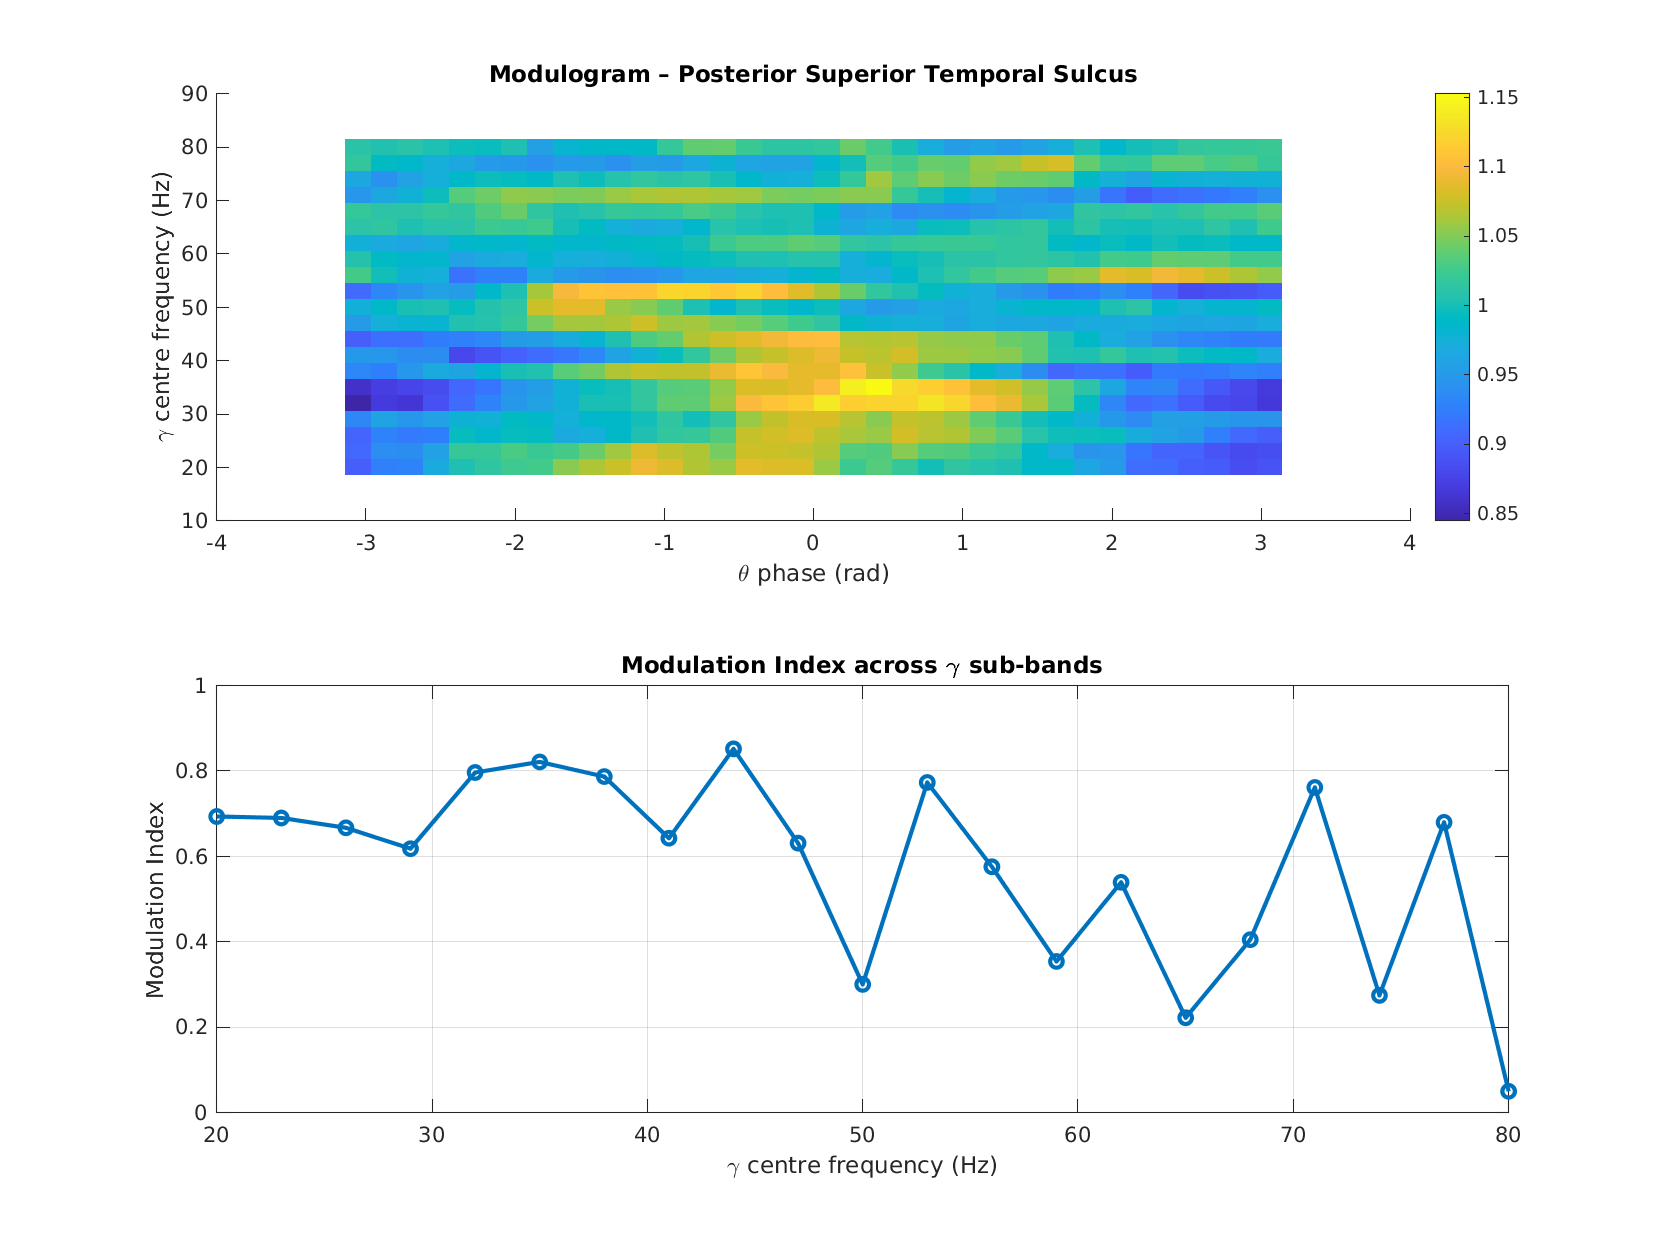 Modulogram – Posterior Superior Temporal Sulcus
90
80
70
60
50
40
30
20
10
γ centre frequency (Hz)
-4 -3 -2 -1 0 1 2 3 4
θ phase (rad)
1.15
1.1
1.05
1
0.95
0.9
0.85
Modulation Index across γ sub-bands
1
0.8
0.6
0.4
0.2
0
Modulation Index
20 30 40 50 60 70 80
γ centre frequency (Hz)